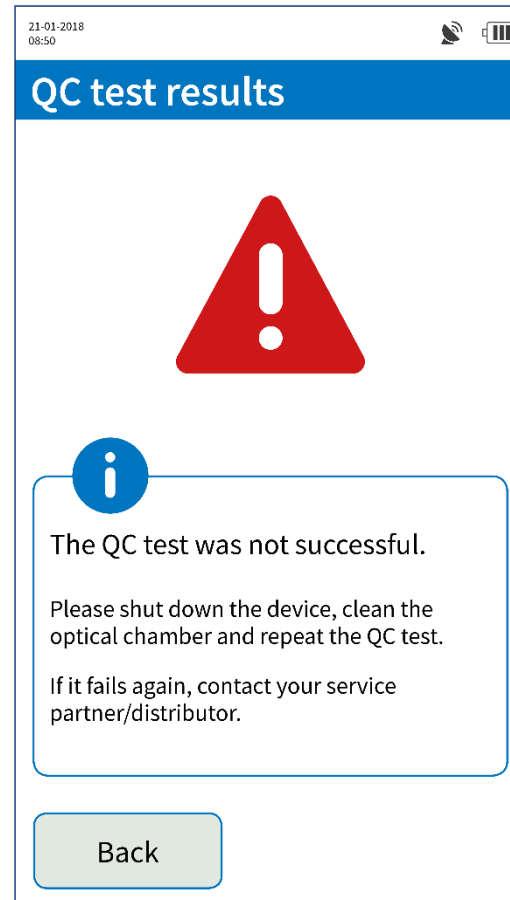 21-01-2018
08:50
QC test results
The QC test was not successful.
Please shut down the device, clean the
optical chamber and repeat the QC test.
If it fails again, contact your service
partner/distributor.
Back